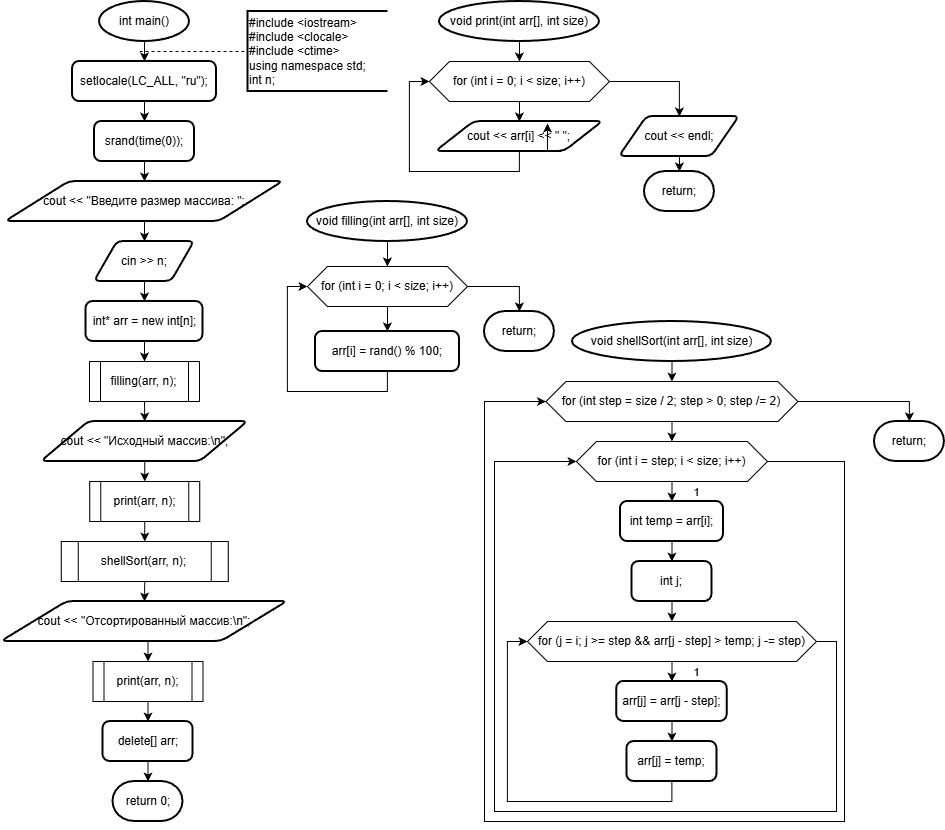 int main()
#include <iostream>
#include <clocale>
#include <ctime>
using namespace std;
int n;
setlocale(LC_ALL, "ru");
srand(time(0));
cout << "Введите размер массива: ";
cin >> n;
int* arr = new int[n];
filling(arr, n);
cout << "Исходный массив:\n";
print(arr, n);
shellSort(arr, n);
cout << "Отсортированный массив:\n";
print(arr, n);
delete[] arr;
return 0;
void print(int arr[], int size)
for (int i = 0; i < size; i++)
cout << arr[i] << " ";
cout << endl;
return;
void filling(int arr[], int size)
for (int i = 0; i < size; i++)
arr[i] = rand() % 100;
return;
void shellSort(int arr[], int size)
for (int step = size / 2; step > 0; step /= 2)
return;
for (int i = step; i < size; i++)
1
int temp = arr[i];
int j;
for (j = i; j >= step && arr[j - step] > temp; j -= step)
1
arr[j] = arr[j - step];
arr[j] = temp;